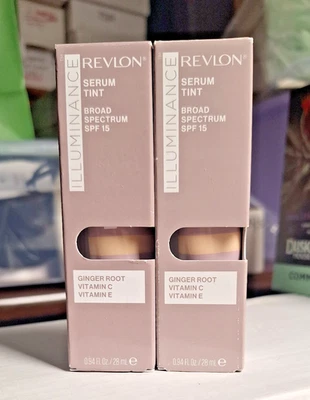 ILLUMINANCE
REVLON®
SERUM
TINT
BROAD
SPECTRUM
SPF 15
GINGER ROOT
VITAMIN C
VITAMIN E
0.94 fl oz / 28 mL ℮
ILLUMINANCE
REVLON®
SERUM
TINT
BROAD
SPECTRUM
SPF 15
GINGER ROOT
VITAMIN C
VITAMIN E
0.94 fl oz / 28 mL ℮